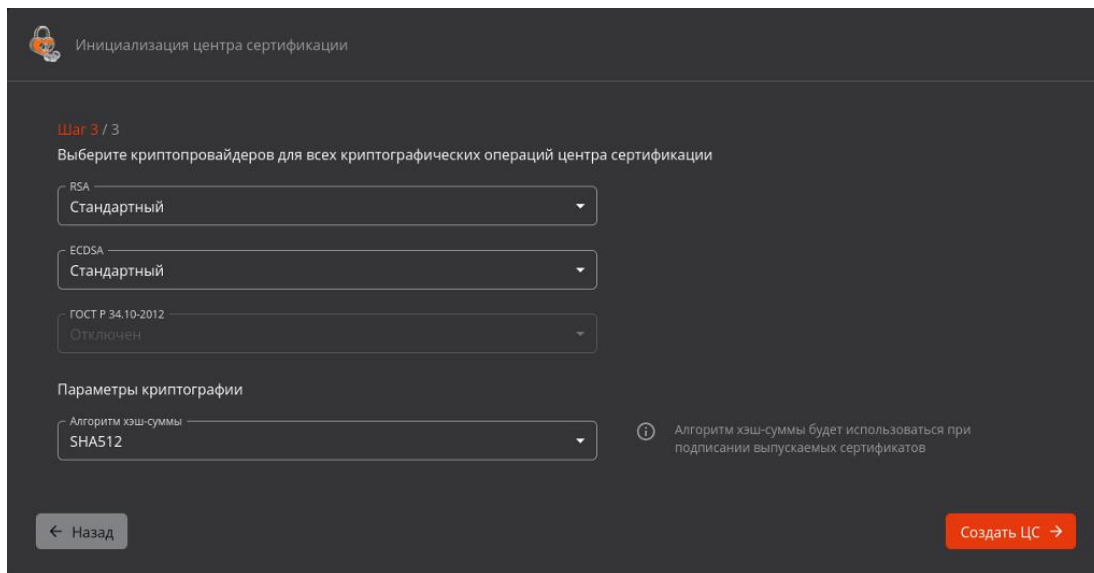 Инициализация центра сертификации
Шаг 3 / 3
Выберите криптопровайдеров для всех криптографических операций центра сертификации
RSA
Стандартный
ECDSA
Стандартный
ГОСТ Р 34.10-2012
Отключен
Параметры криптографии
Алгоритм хэш-суммы
SHA512
Алгоритм хэш-суммы будет использоваться при
подписании выпускаемых сертификатов
← Назад
Создать ЦС →